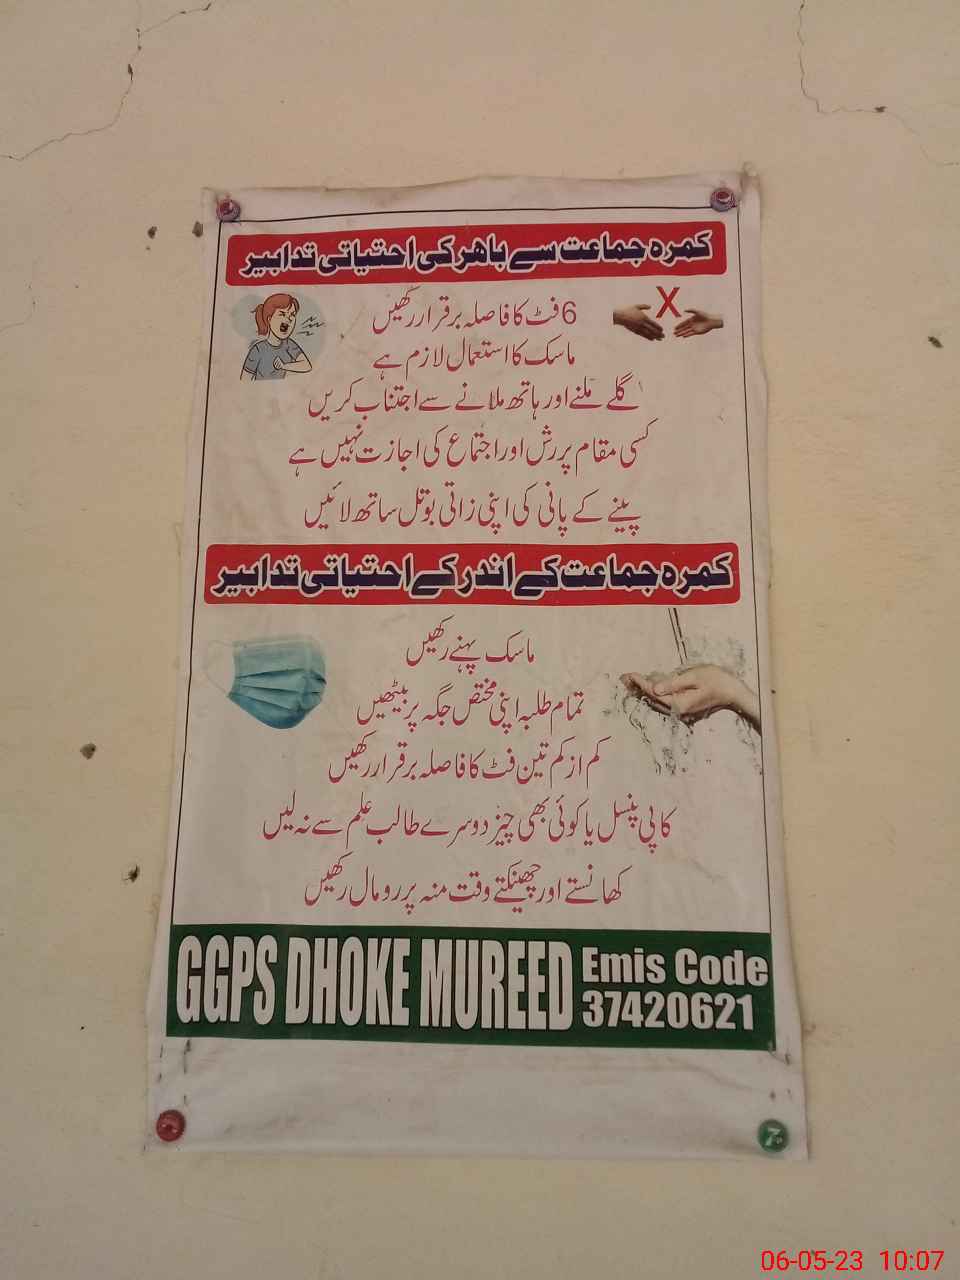 کمرہ جماعت سے باھر کی احتیاتی تدابیر
X
6 فٹ کا فاصلہ برقرار رکھیں
ماسک کا استعمال لازم ہے
گلے ملنے اور ہاتھ ملانے سے اجتناب کریں
کسی مقام پر رش اور اجتماع کی اجازت نہیں ہے
پینے کے پانی کی اپنی زاتی بوتل ساتھ لائیں
کمرہ جماعت کے اندر کے احتیاتی تدابیر
ماسک پہنے رکھیں
تمام طلبہ اپنی مختص جگہ پر بیٹھیں
کم از کم تین فٹ کا فاصلہ برقرار رکھیں
کاپی پنسل یا کوئی بھی چیز دوسرے طالب علم سے نہ لیں
کھانستے اور چھینکتے وقت منہ پر رومال رکھیں
GGPS DHOKE MUREED
Emis Code
37420621
06-05-23 10:07